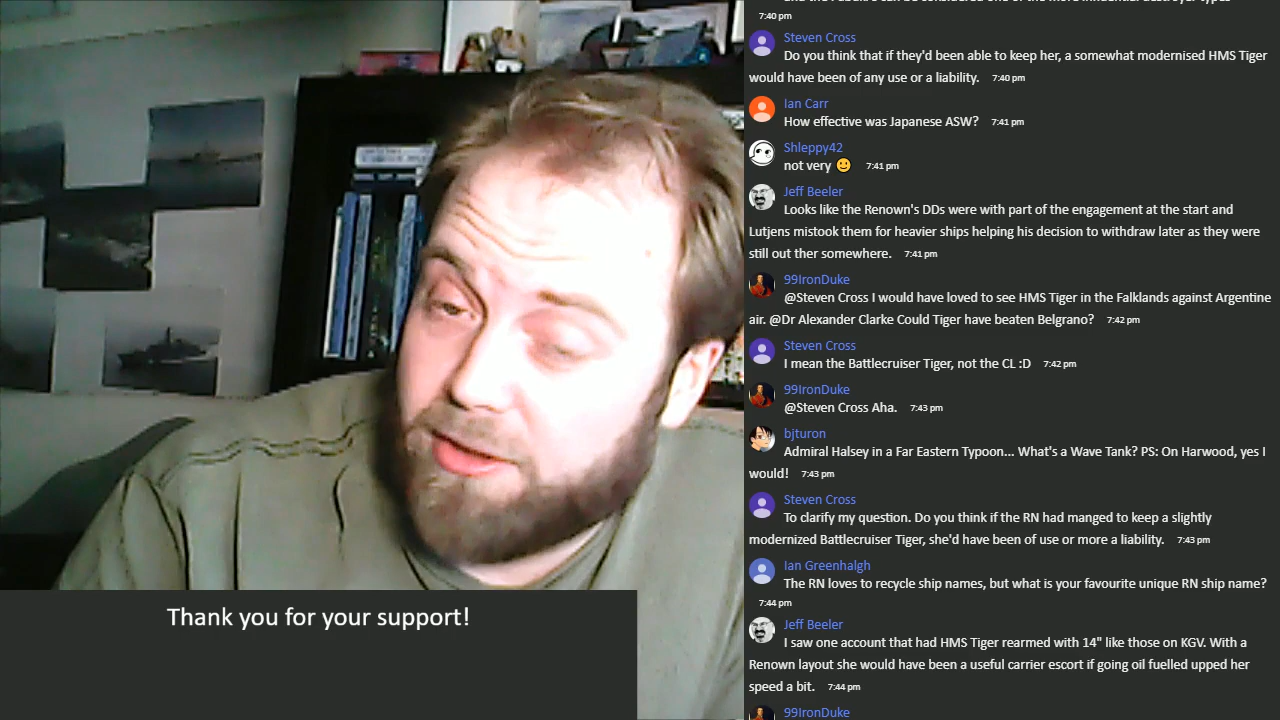 7:40 pm
Steven Cross
Do you think that if they'd been able to keep her, a somewhat modernised HMS Tiger
would have been of any use or a liability. 7:40 pm
Ian Carr
How effective was Japanese ASW? 7:41 pm
Shleppy42
not very 🙂 7:41 pm
Jeff Beeler
Looks like the Renown's DDs were with part of the engagement at the start and
Lutjens mistook them for heavier ships helping his decision to withdraw later as they were
still out ther somewhere. 7:41 pm
99IronDuke
@Steven Cross I would have loved to see HMS Tiger in the Falklands against Argentine
air. @Dr Alexander Clarke Could Tiger have beaten Belgrano? 7:42 pm
Steven Cross
I mean the Battlecruiser Tiger, not the CL :D 7:42 pm
99IronDuke
@Steven Cross Aha. 7:43 pm
bjturon
Admiral Halsey in a Far Eastern Typoon... What's a Wave Tank? PS: On Harwood, yes I
would! 7:43 pm
Steven Cross
To clarify my question. Do you think if the RN had manged to keep a slightly
modernized Battlecruiser Tiger, she'd have been of use or more a liability. 7:43 pm
Ian Greenhalgh
The RN loves to recycle ship names, but what is your favourite unique RN ship name?
7:44 pm
Jeff Beeler
I saw one account that had HMS Tiger rearmed with 14" like those on KGV. With a
Renown layout she would have been a useful carrier escort if going oil fuelled upped her
speed a bit. 7:44 pm
99IronDuke
Thank you for your support!